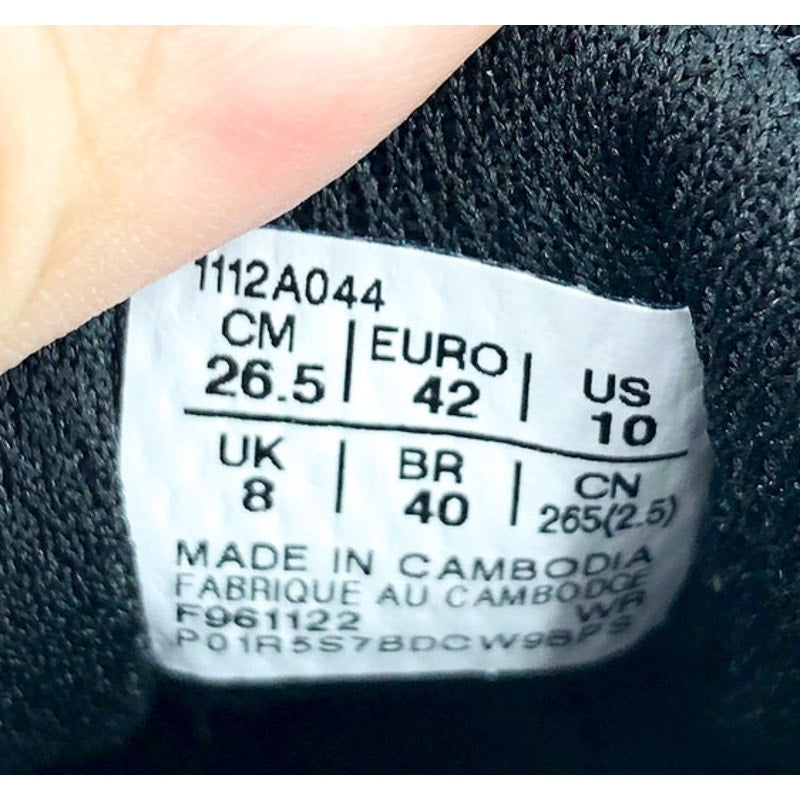 1112A044
CM | EURO | US
26.5 | 42 | 10
UK | BR | CN
8 | 40 | 265(2.5)
MADE IN CAMBODIA
FABRIQUE AU CAMBODGE
F961122 WR
P01R5S7BDCW9BPS